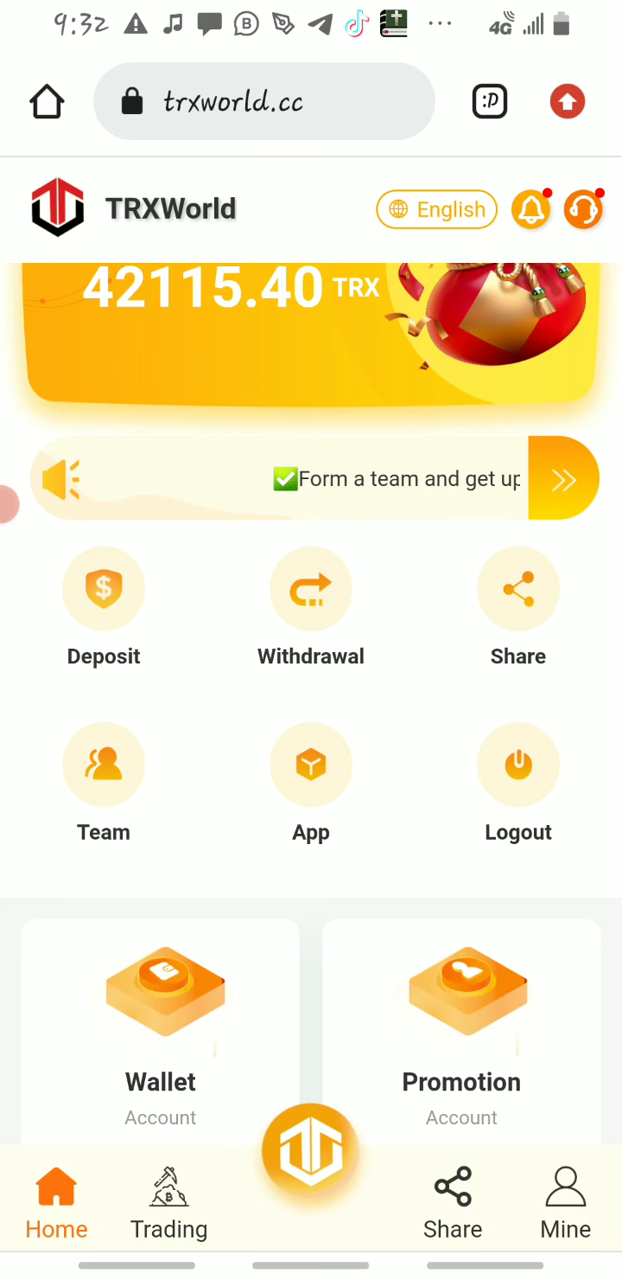 9:32
4G
trxworld.cc
:D
TRXWorld
English
42115.40 TRX
✅Form a team and get up
Deposit
Withdrawal
Share
Team
App
Logout
Wallet
Promotion
Account
Account
Home
Trading
Share
Mine